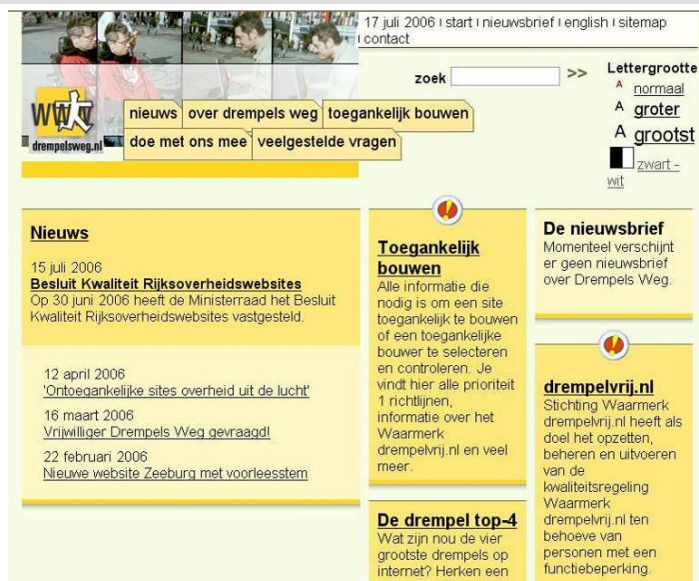 17 juli 2006 ı start ı nieuwsbrief ı english ı sitemap
ı contact
zoek >>
Lettergrootte
A normaal
A groter
A grootst
zwart -
wit
www
drempelsweg.nl
nieuws over drempels weg toegankelijk bouwen
doe met ons mee veelgestelde vragen
Nieuws
15 juli 2006
Besluit Kwaliteit Rijksoverheidswebsites
Op 30 juni 2006 heeft de Ministerraad het Besluit
Kwaliteit Rijksoverheidswebsites vastgesteld.
12 april 2006
'Ontoegankelijke sites overheid uit de lucht'
16 maart 2006
Vrijwilliger Drempels Weg gevraagd!
22 februari 2006
Nieuwe website Zeeburg met voorleesstem
Toegankelijk
bouwen
Alle informatie die
nodig is om een site
toegankelijk te bouwen
of een toegankelijke
bouwer te selecteren
en controleren. Je
vindt hier alle prioriteit
1 richtlijnen,
informatie over het
Waarmerk
drempelvrij.nl en veel
meer.
De drempel top-4
Wat zijn nou de vier
grootste drempels op
internet? Herken een
De nieuwsbrief
Momenteel verschijnt
er geen nieuwsbrief
over Drempels Weg.
drempelvrij.nl
Stichting Waarmerk
drempelvrij.nl heeft als
doel het opzetten,
beheren en uitvoeren
van de
kwaliteitsregeling
Waarmerk
drempelvrij.nl ten
behoeve van
personen met een
functiebeperking.